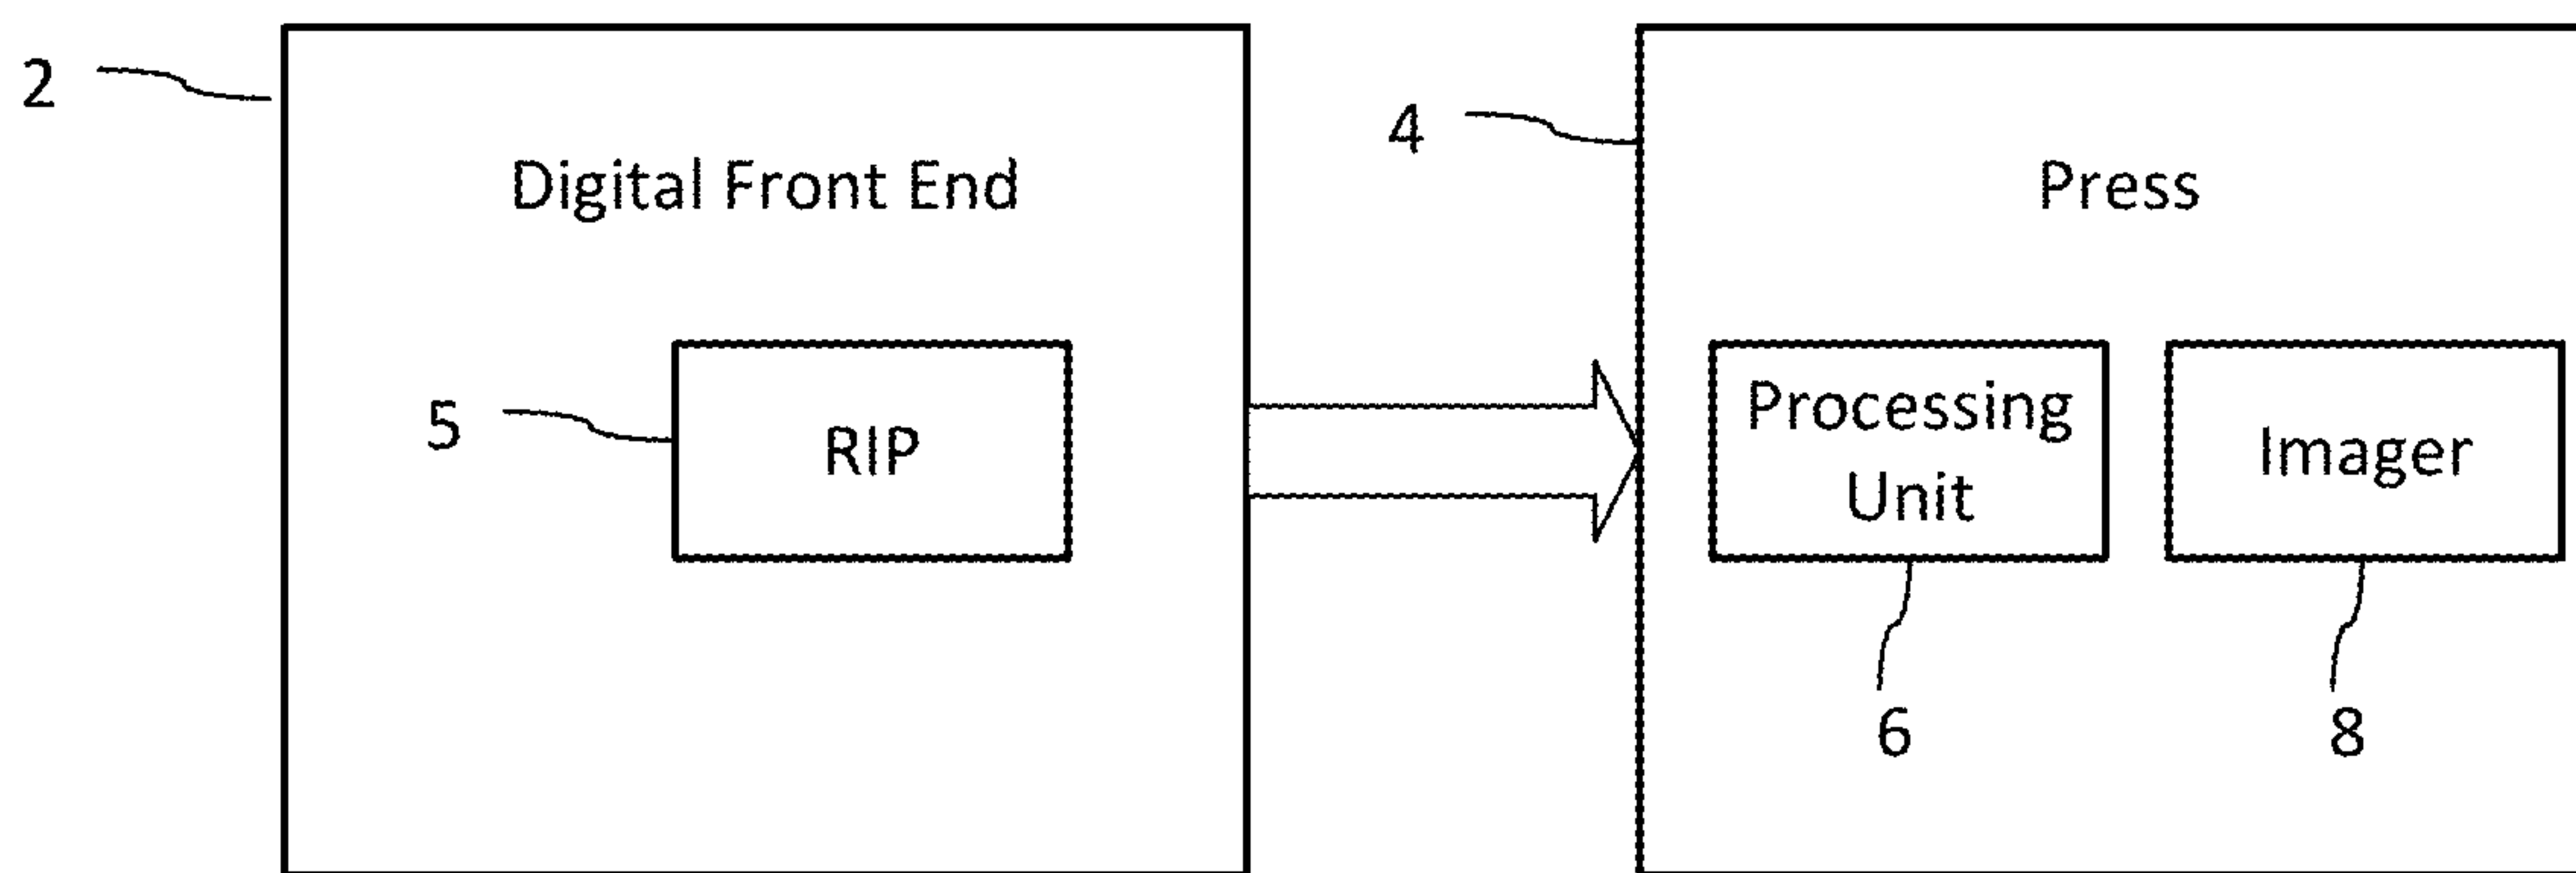 2
Digital Front End
5
RIP
4
Press
Processing
Unit
Imager
6
8